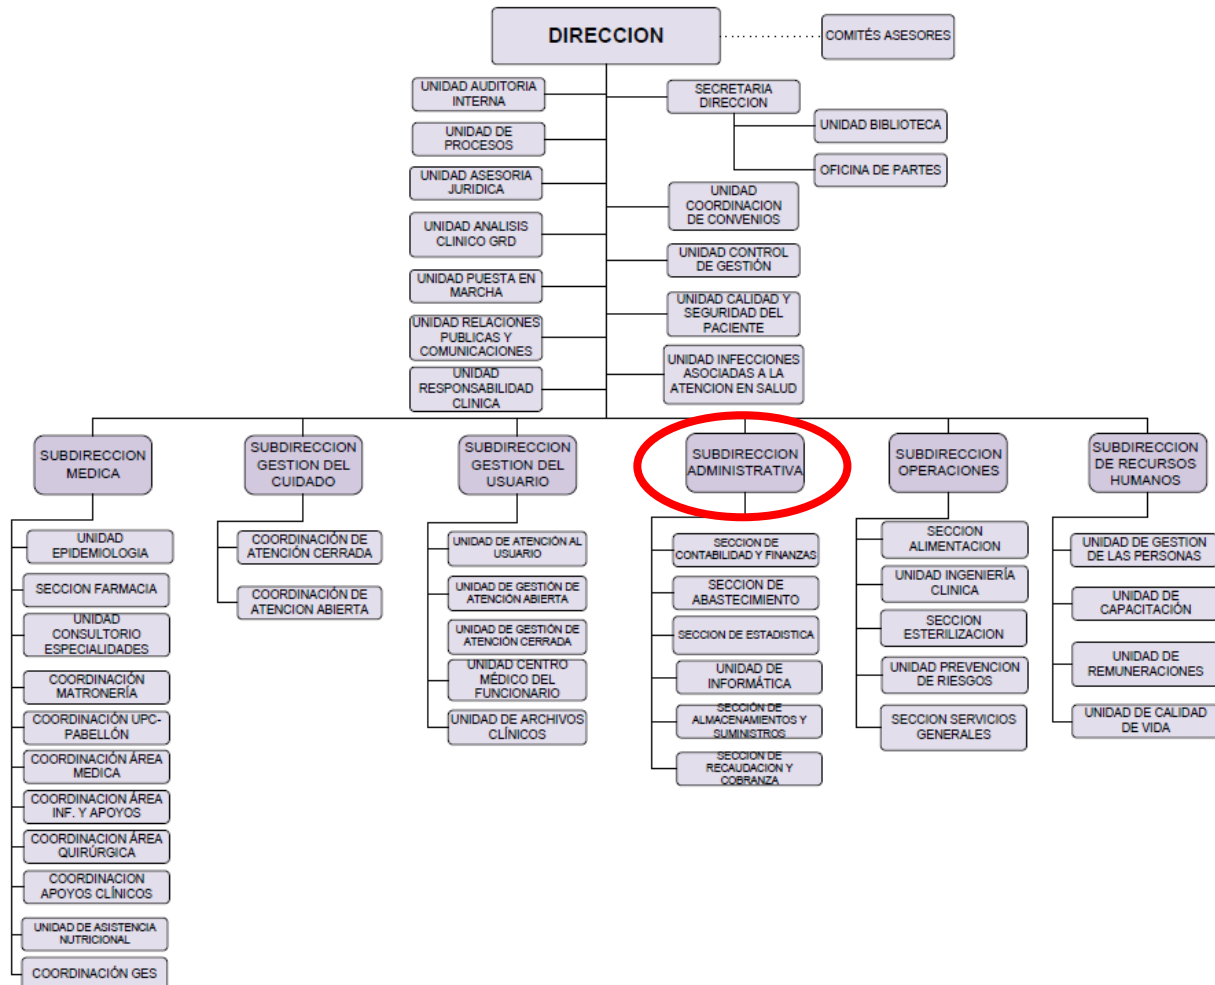 DIRECCION
COMITÉS ASESORES
UNIDAD AUDITORIA
INTERNA
SECRETARIA
DIRECCION
UNIDAD DE
PROCESOS
UNIDAD BIBLIOTECA
OFICINA DE PARTES
UNIDAD ASESORIA
JURIDICA
UNIDAD
COORDINACION
DE CONVENIOS
UNIDAD ANALISIS
CLINICO GRD
UNIDAD CONTROL
DE GESTIÓN
UNIDAD PUESTA EN
MARCHA
UNIDAD CALIDAD Y
SEGURIDAD DEL
PACIENTE
UNIDAD RELACIONES
PUBLICAS Y
COMUNICACIONES
UNIDAD INFECCIONES
ASOCIADAS A LA
ATENCION EN SALUD
UNIDAD
RESPONSABILIDAD
CLINICA
SUBDIRECCION
MEDICA
UNIDAD
EPIDEMIOLOGIA
SECCION FARMACIA
UNIDAD
CONSULTORIO
ESPECIALIDADES
COORDINACIÓN
MATRONERÍA
COORDINACIÓN UPC-
PABELLÓN
COORDINACIÓN ÁREA
MEDICA
COORDINACION ÁREA
INF. Y APOYOS
COORDINACION ÁREA
QUIRÚRGICA
COORDINACION
APOYOS CLÍNICOS
UNIDAD DE ASISTENCIA
NUTRICIONAL
COORDINACIÓN GES
SUBDIRECCION
GESTION DEL
CUIDADO
COORDINACIÓN DE
ATENCIÓN CERRADA
COORDINACIÓN DE
ATENCION ABIERTA
SUBDIRECCION
GESTION DEL
USUARIO
UNIDAD DE ATENCIÓN AL
USUARIO
UNIDAD DE GESTIÓN DE
ATENCIÓN ABIERTA
UNIDAD DE GESTIÓN DE
ATENCIÓN CERRADA
UNIDAD CENTRO
MÉDICO DEL
FUNCIONARIO
UNIDAD DE ARCHIVOS
CLÍNICOS
SUBDIRECCION
ADMINISTRATIVA
SECCION DE
CONTABILIDAD Y FINANZAS
SECCION DE
ABASTECIMIENTO
SECCION DE ESTADISTICA
UNIDAD DE
INFORMÁTICA
SECCIÓN DE
ALMACENAMIENTOS Y
SUMINISTROS
SECCION DE
RECAUDACION Y
COBRANZA
SUBDIRECCION
OPERACIONES
SECCION
ALIMENTACION
UNIDAD INGENIERÍA
CLINICA
SECCION
ESTERILIZACION
UNIDAD PREVENCION
DE RIESGOS
SECCION SERVICIOS
GENERALES
SUBDIRECCION
DE RECURSOS
HUMANOS
UNIDAD DE GESTION
DE LAS PERSONAS
UNIDAD DE
CAPACITACIÓN
UNIDAD DE
REMUNERACIONES
UNIDAD DE CALIDAD
DE VIDA